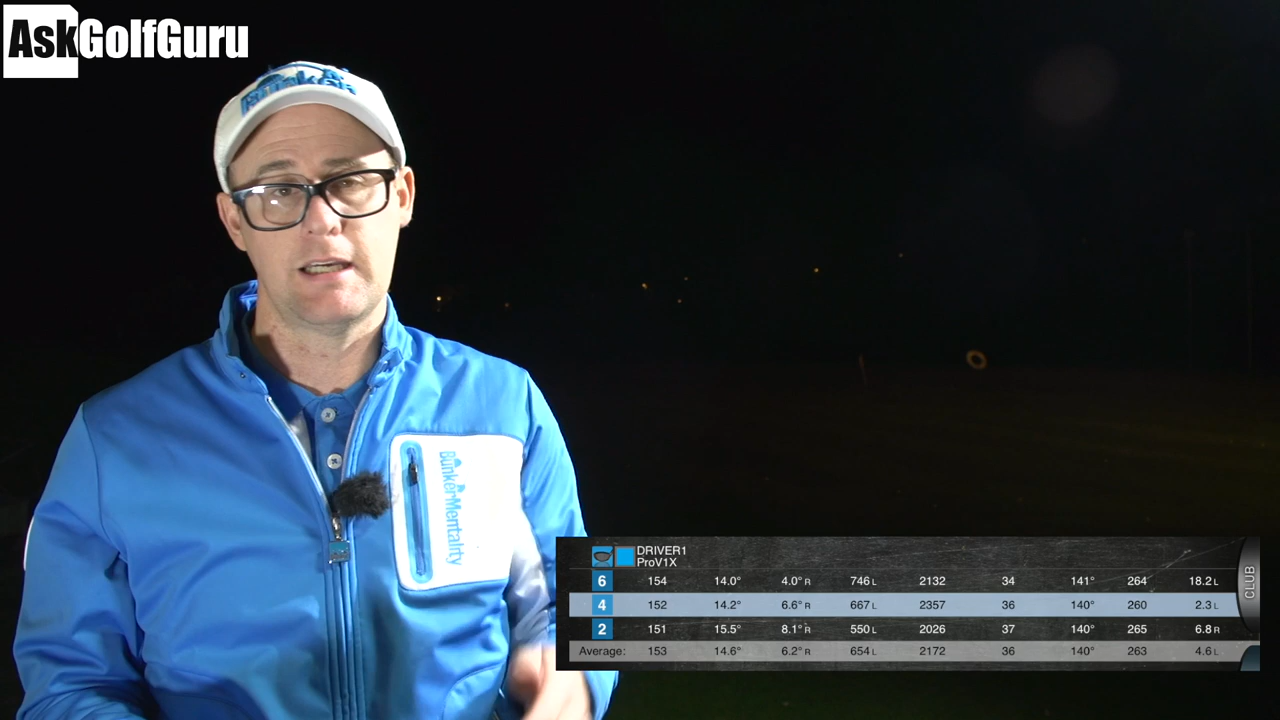 AskGolfGuru
Bunker
BunkerMentality
DRIVER1
ProV1X
6 154 14.0° 4.0° R 746 L 2132 34 141° 264 18.2 L
4 152 14.2° 6.6° R 667 L 2357 36 140° 260 2.3 L
2 151 15.5° 8.1° R 550 L 2026 37 140° 265 6.8 R
Average: 153 14.6° 6.2° R 654 L 2172 36 140° 263 4.6 L
CLUB